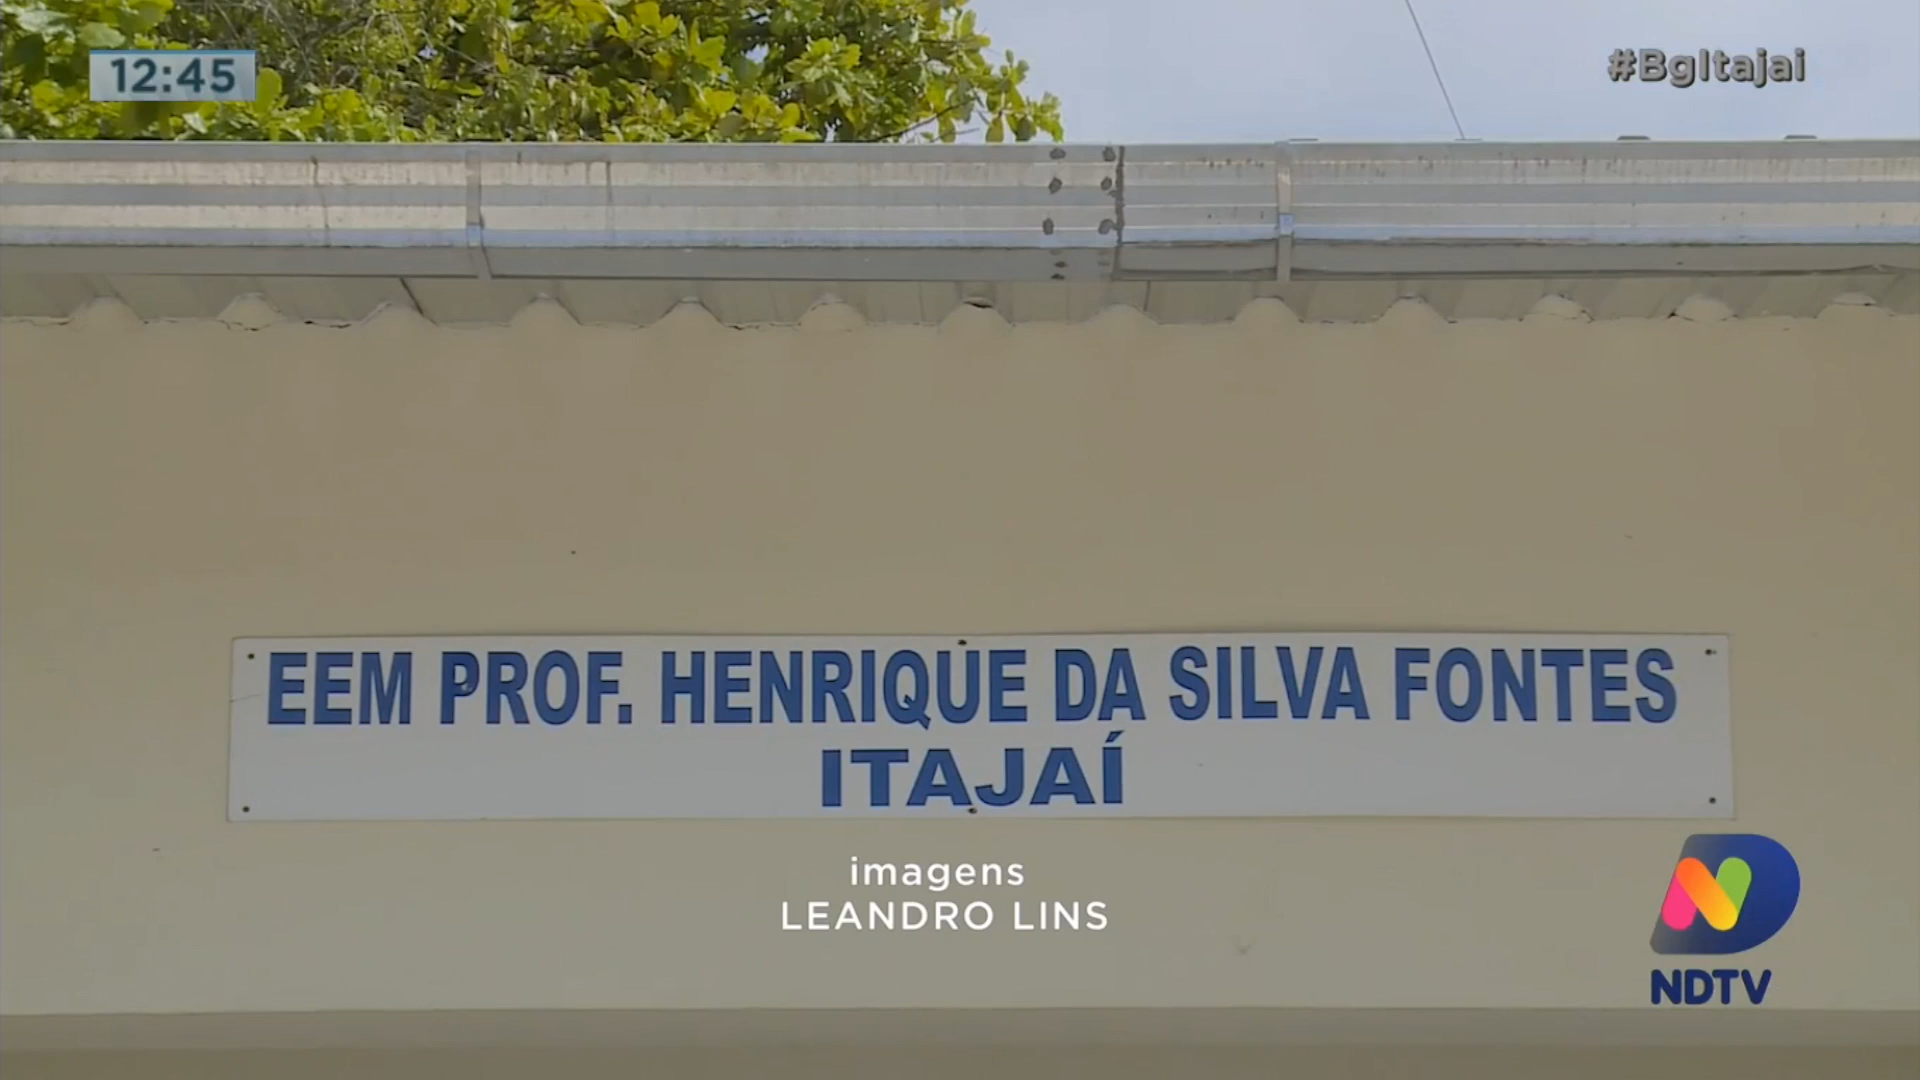 12:45
#BgItajai
EEM PROF. HENRIQUE DA SILVA FONTES
ITAJAÍ
imagens
LEANDRO LINS
NDTV